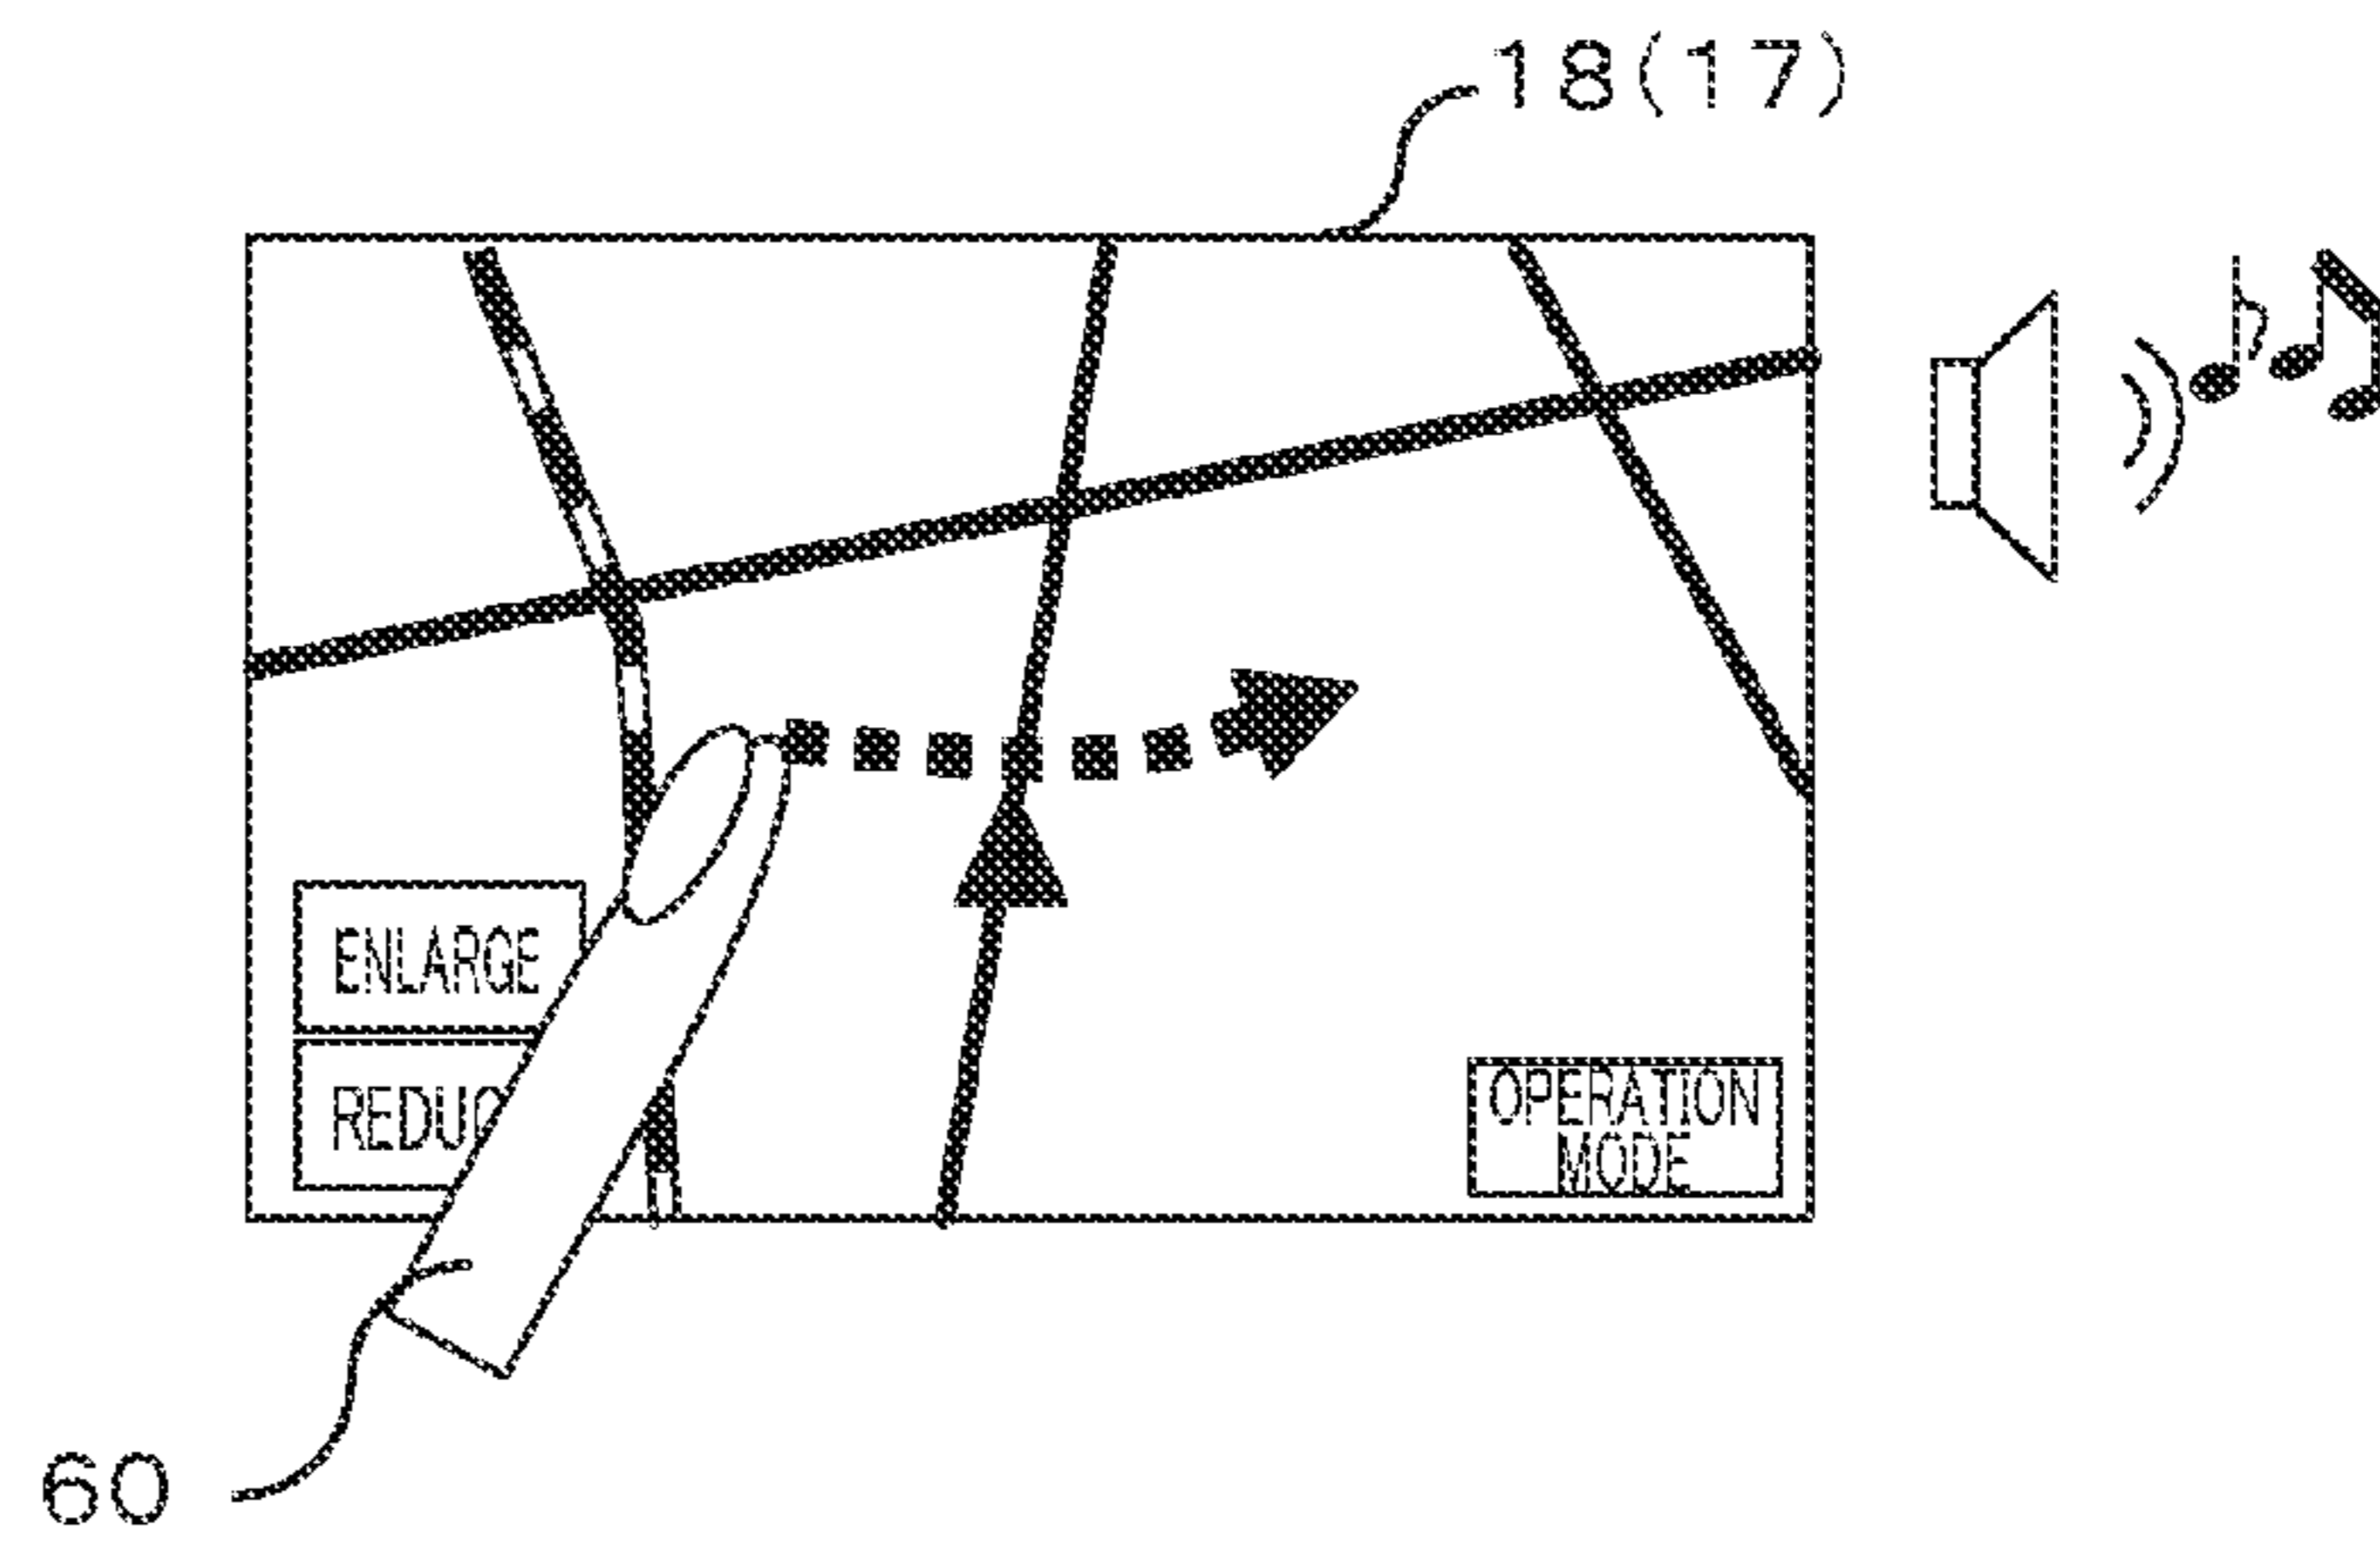 18(17)
ENLARGE
REDUC
OPERATION
MODE
60